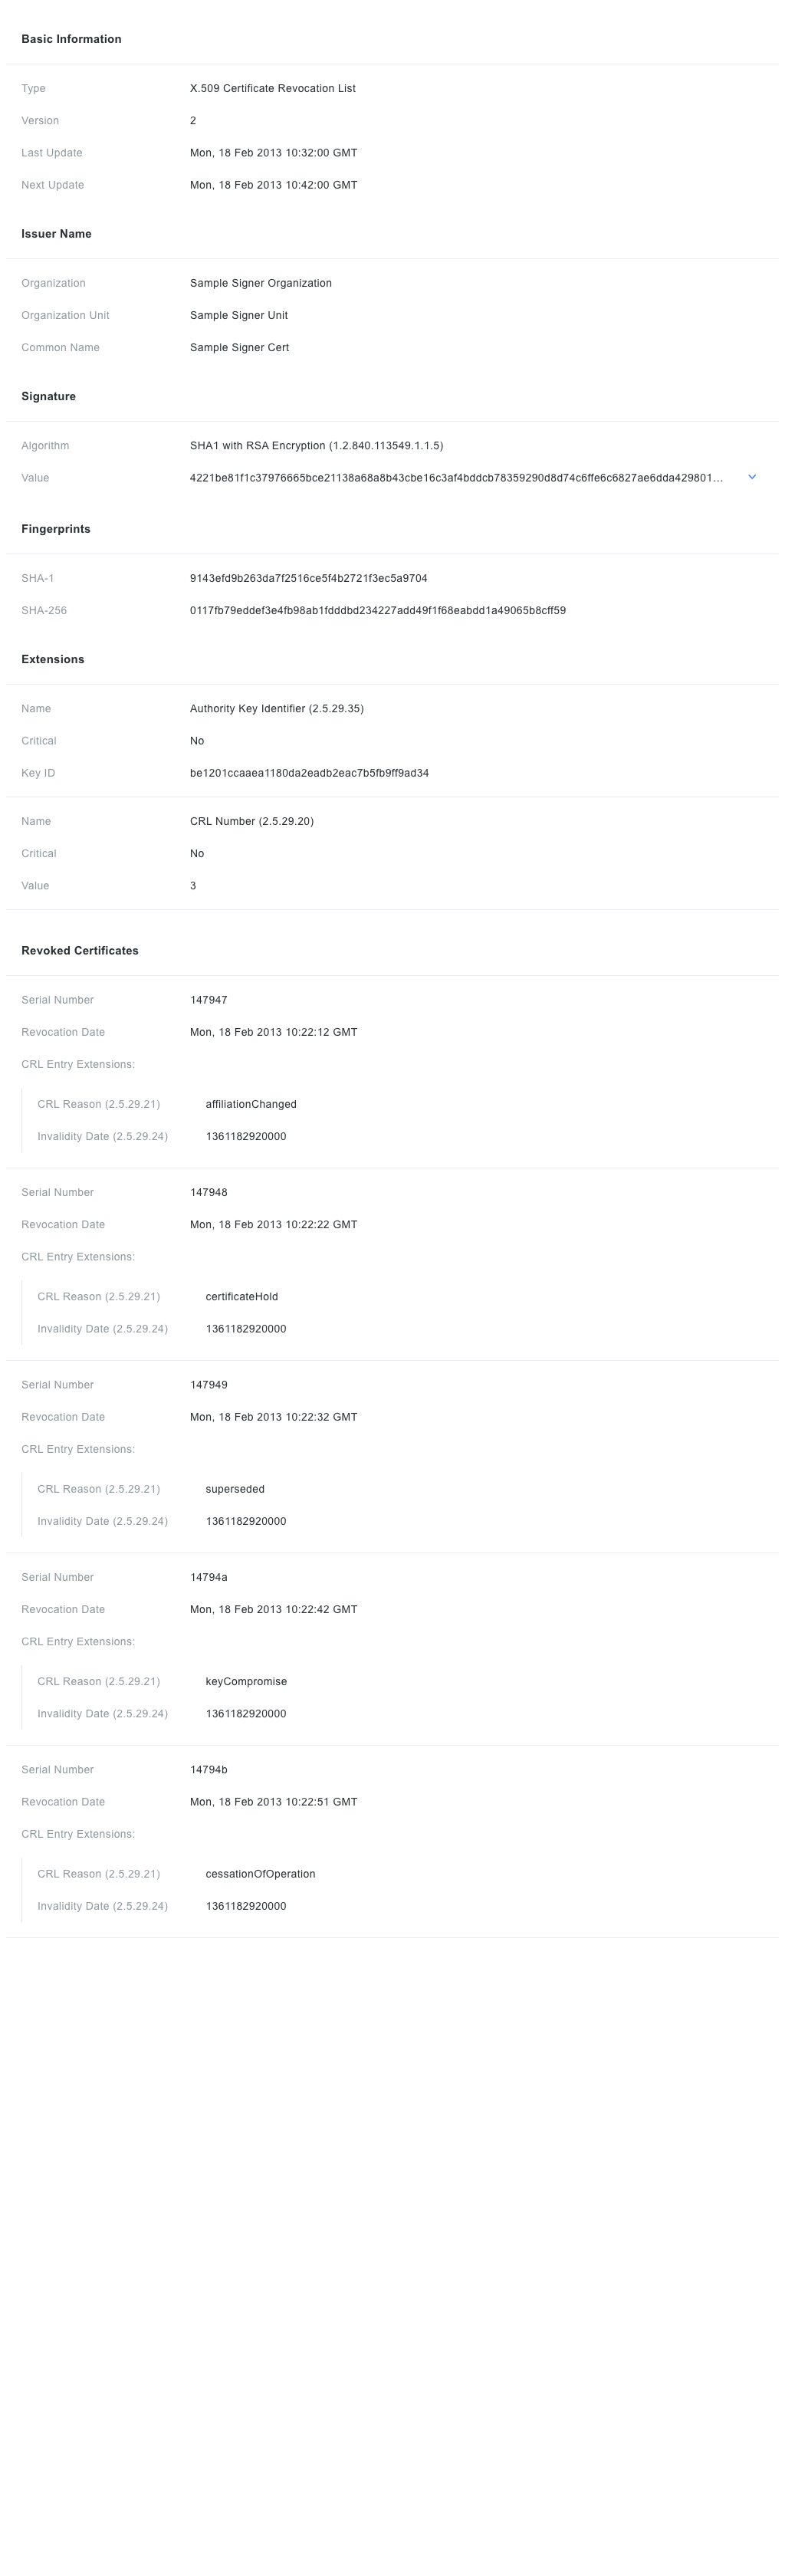 Basic Information
Type X.509 Certificate Revocation List
Version 2
Last Update Mon, 18 Feb 2013 10:32:00 GMT
Next Update Mon, 18 Feb 2013 10:42:00 GMT
Issuer Name
Organization Sample Signer Organization
Organization Unit Sample Signer Unit
Common Name Sample Signer Cert
Signature
Algorithm SHA1 with RSA Encryption (1.2.840.113549.1.1.5)
Value 4221be81f1c37976665bce21138a68a8b43cbe16c3af4bddcb78359290d8d74c6ffe6c6827ae6dda429801...
Fingerprints
SHA-1 9143efd9b263da7f2516ce5f4b2721f3ec5a9704
SHA-256 0117fb79eddef3e4fb98ab1fdddbd234227add49f1f68eabdd1a49065b8cff59
Extensions
Name Authority Key Identifier (2.5.29.35)
Critical No
Key ID be1201ccaaea1180da2eadb2eac7b5fb9ff9ad34
Name CRL Number (2.5.29.20)
Critical No
Value 3
Revoked Certificates
Serial Number 147947
Revocation Date Mon, 18 Feb 2013 10:22:12 GMT
CRL Entry Extensions:
CRL Reason (2.5.29.21) affiliationChanged
Invalidity Date (2.5.29.24) 1361182920000
Serial Number 147948
Revocation Date Mon, 18 Feb 2013 10:22:22 GMT
CRL Entry Extensions:
CRL Reason (2.5.29.21) certificateHold
Invalidity Date (2.5.29.24) 1361182920000
Serial Number 147949
Revocation Date Mon, 18 Feb 2013 10:22:32 GMT
CRL Entry Extensions:
CRL Reason (2.5.29.21) superseded
Invalidity Date (2.5.29.24) 1361182920000
Serial Number 14794a
Revocation Date Mon, 18 Feb 2013 10:22:42 GMT
CRL Entry Extensions:
CRL Reason (2.5.29.21) keyCompromise
Invalidity Date (2.5.29.24) 1361182920000
Serial Number 14794b
Revocation Date Mon, 18 Feb 2013 10:22:51 GMT
CRL Entry Extensions:
CRL Reason (2.5.29.21) cessationOfOperation
Invalidity Date (2.5.29.24) 1361182920000